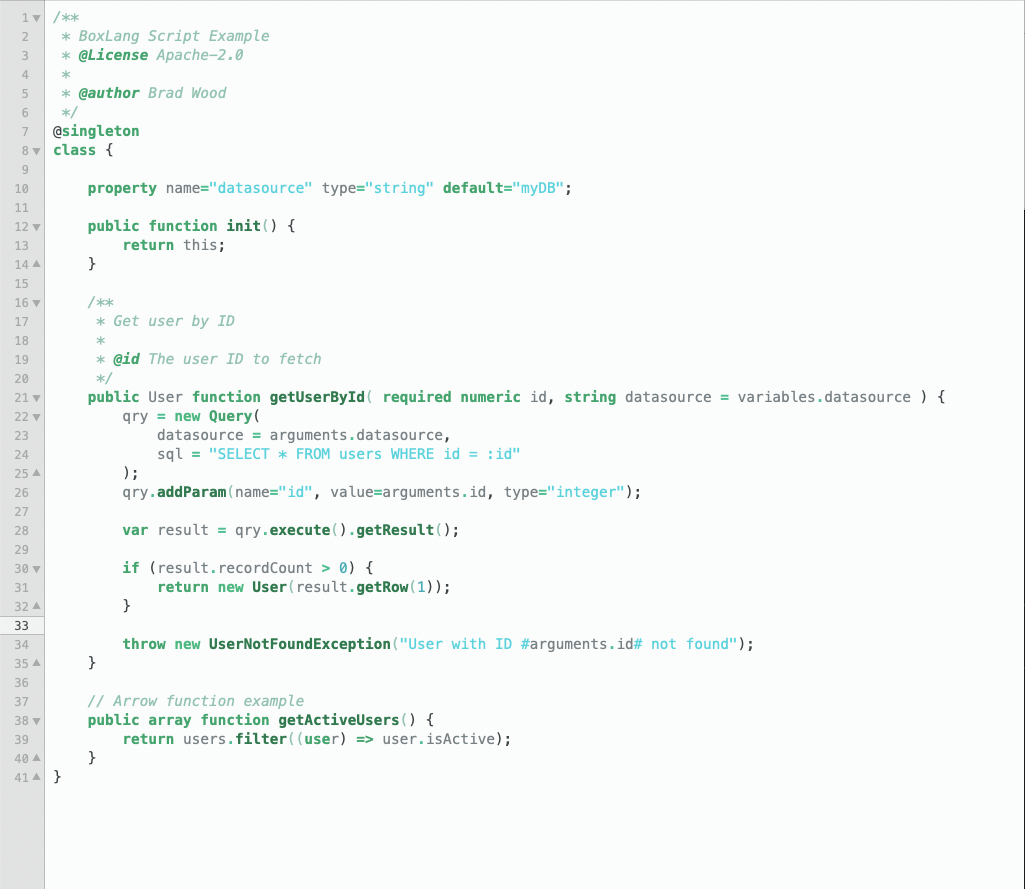 1 /**
2  * BoxLang Script Example
3  * @License Apache-2.0
4  *
5  * @author Brad Wood
6  */
7 @singleton
8 class {
9
10     property name="datasource" type="string" default="myDB";
11
12     public function init() {
13         return this;
14     }
15
16     /**
17      * Get user by ID
18      *
19      * @id The user ID to fetch
20      */
21     public User function getUserById( required numeric id, string datasource = variables.datasource ) {
22         qry = new Query(
23             datasource = arguments.datasource,
24             sql = "SELECT * FROM users WHERE id = :id"
25         );
26         qry.addParam(name="id", value=arguments.id, type="integer");
27
28         var result = qry.execute().getResult();
29
30         if (result.recordCount > 0) {
31             return new User(result.getRow(1));
32         }
33
34         throw new UserNotFoundException("User with ID #arguments.id# not found");
35     }
36
37     // Arrow function example
38     public array function getActiveUsers() {
39         return users.filter((user) => user.isActive);
40     }
41 }